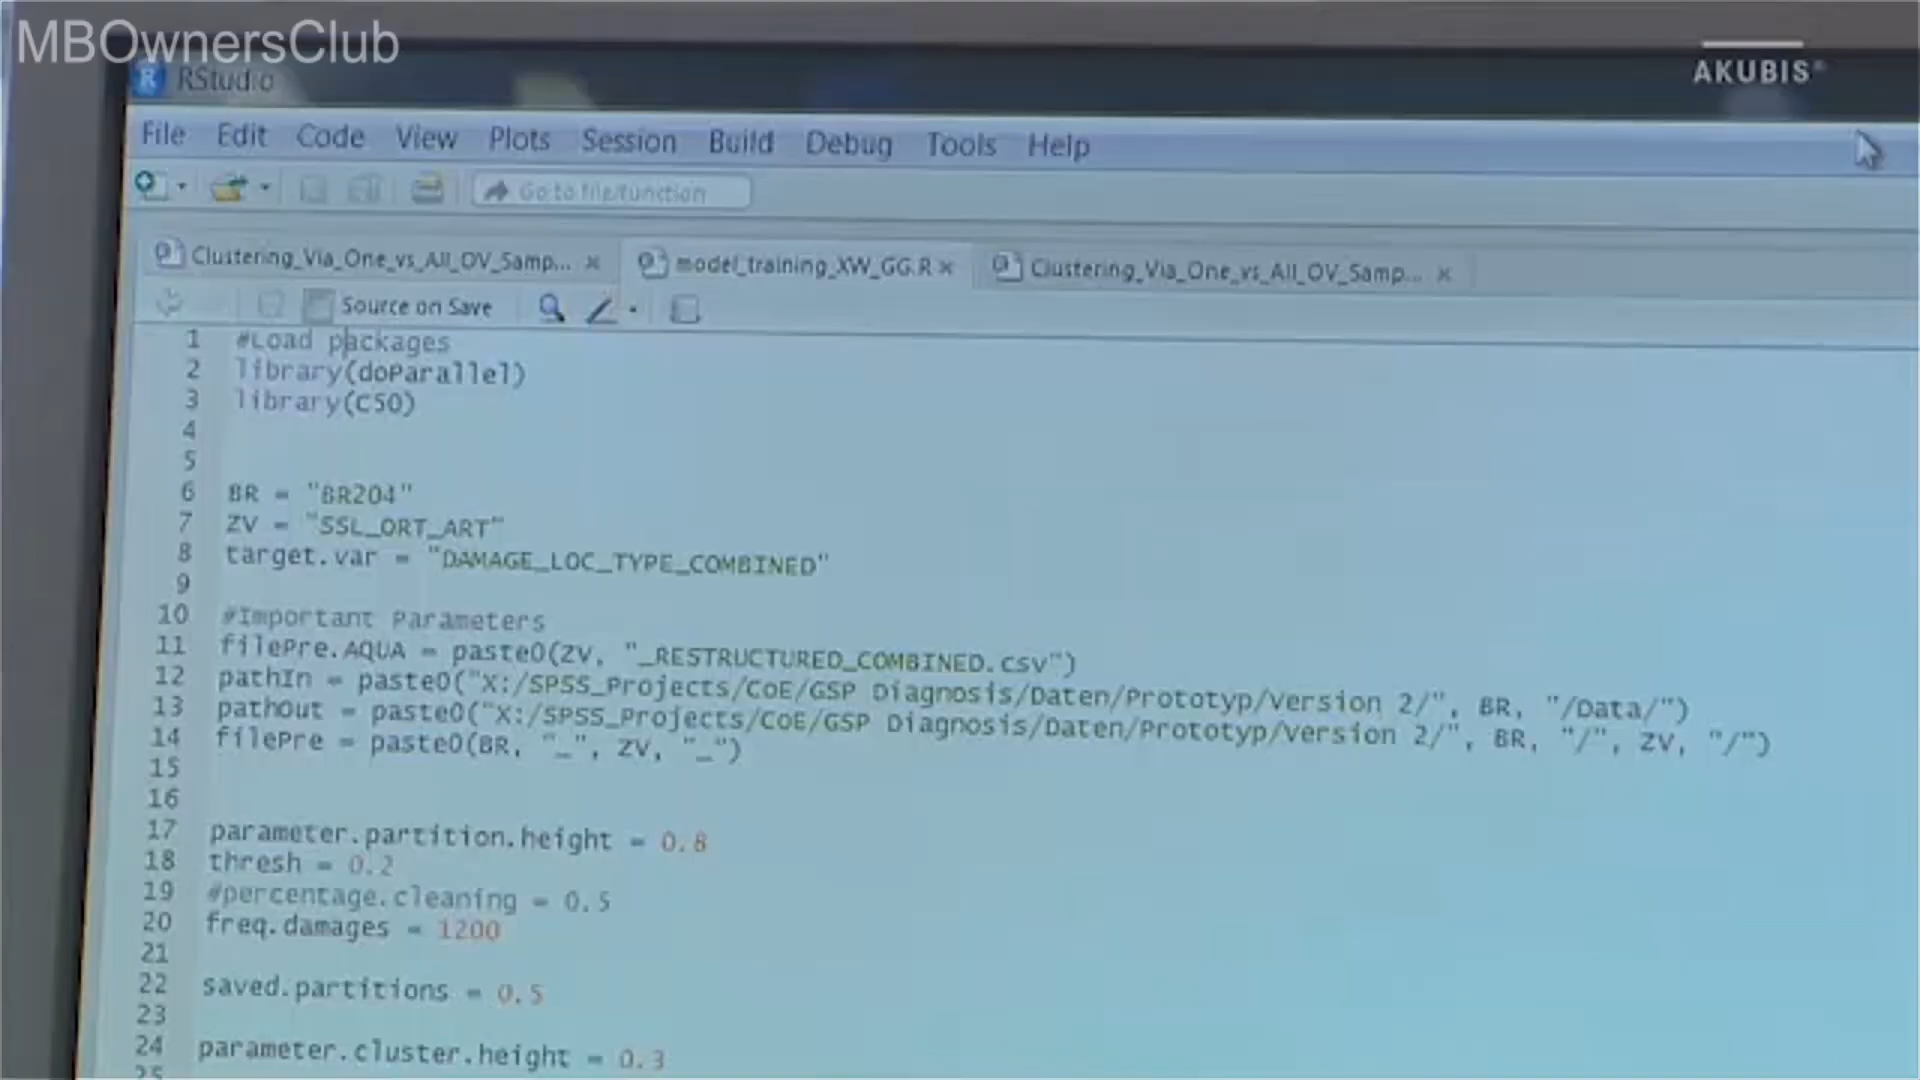 MBOwnersClub
AKUBIS
RStudio
File Edit Code View Plots Session Build Debug Tools Help
Go to file/function
Clustering_Via_One_vs_All_OV_Samp... model_training_XW_GG.R Clustering_Via_One_vs_All_OV_Samp...
Source on Save
1 #Load packages
2 library(doParallel)
3 library(C50)
4
5
6 BR = "BR204"
7 ZV = "SSL_ORT_ART"
8 target.var = "DAMAGE_LOC_TYPE_COMBINED"
9
10 #Important Parameters
11 filePre.AQUA = paste0(ZV, "_RESTRUCTURED_COMBINED.csv")
12 pathIn = paste0("X:/SPSS_Projects/CoE/GSP Diagnosis/Daten/Prototyp/Version 2/", BR, "/Data/")
13 pathOut = paste0("X:/SPSS_Projects/CoE/GSP Diagnosis/Daten/Prototyp/Version 2/", BR, "/", ZV, "/")
14 filePre = paste0(BR, "_", ZV, "_")
15
16
17 parameter.partition.height = 0.8
18 thresh = 0.2
19 #percentage.cleaning = 0.5
20 freq.damages = 1200
21
22 saved.partitions = 0.5
23
24 parameter.cluster.height = 0.3
25